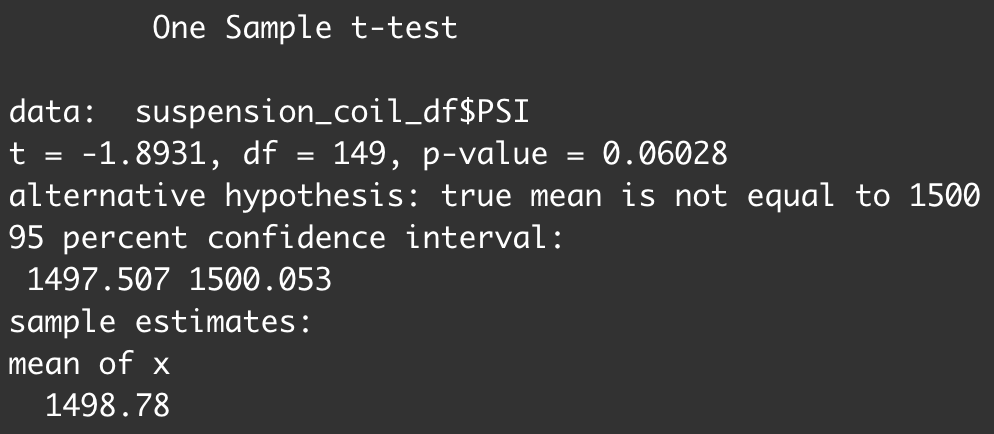 One Sample t-test
data:  suspension_coil_df$PSI
t = -1.8931, df = 149, p-value = 0.06028
alternative hypothesis: true mean is not equal to 1500
95 percent confidence interval:
 1497.507 1500.053
sample estimates:
mean of x
  1498.78